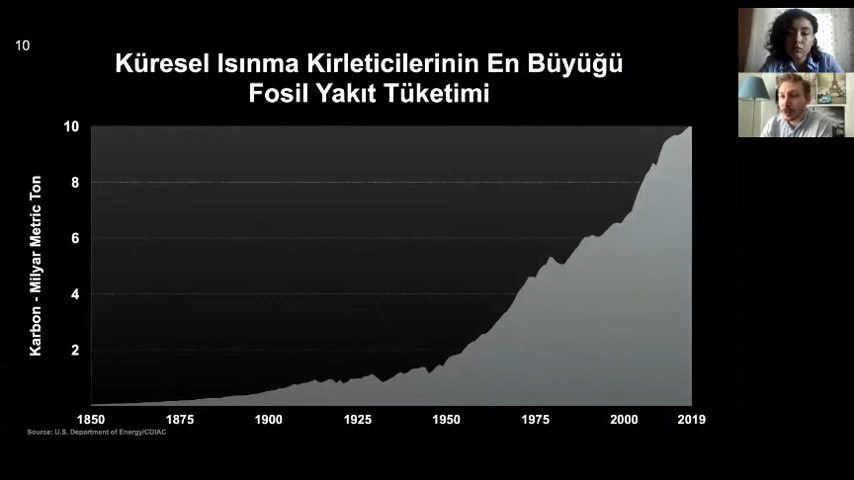 10
Küresel Isınma Kirleticilerinin En Büyüğü
Fosil Yakıt Tüketimi
Karbon - Milyar Metric Ton
10
8
6
4
2
1850 1875 1900 1925 1950 1975 2000 2019
Source: U.S. Department of Energy/CDIAC